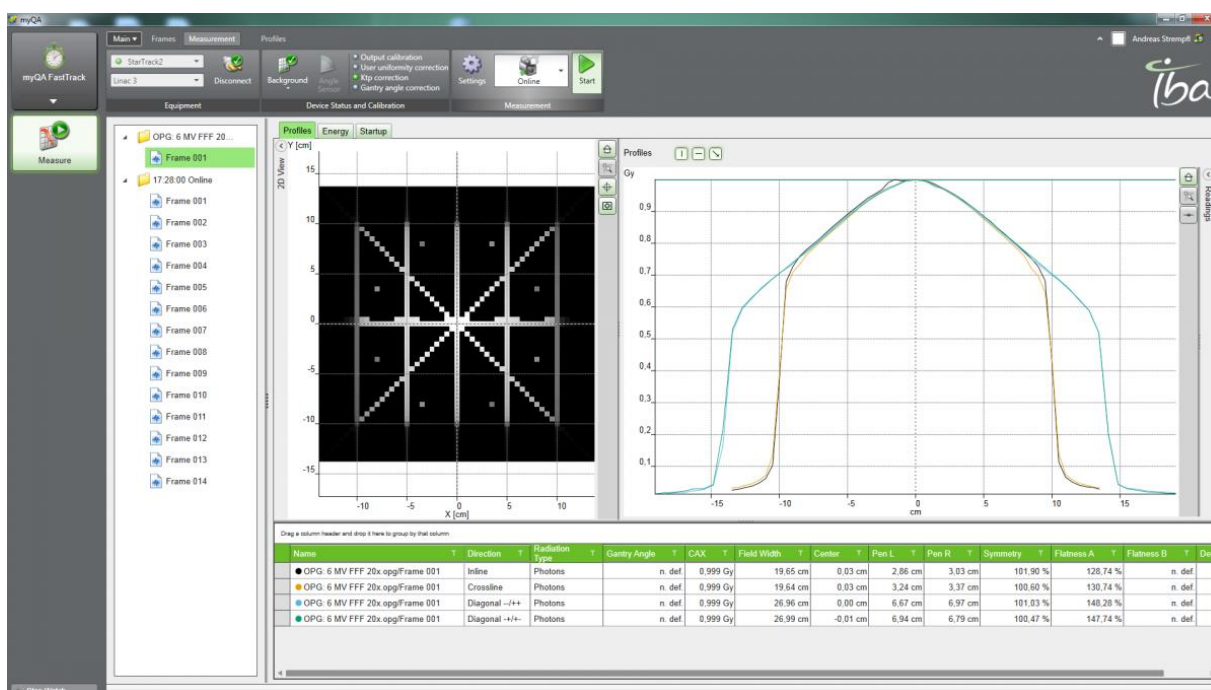 myQA
myQA FastTrack
Measure
Main Frames Measurement Profiles
Andreas Strempfl
StarTrack2
Linac 3
Disconnect
Equipment
Background
Angle Sensor
Output calibration
User uniformity correction
Ktp correction
Gantry angle correction
Device Status and Calibration
Settings
Online
Start
Measurement
iba
OPG: 6 MV FFF 20...
Frame 001
17:28:00 Online
Frame 001
Frame 002
Frame 003
Frame 004
Frame 005
Frame 006
Frame 007
Frame 008
Frame 009
Frame 010
Frame 011
Frame 012
Frame 013
Frame 014
Profiles Energy Startup
2D View
Y [cm]
15
10
5
0
-5
-10
-15
-10 -5 0 5 10
X [cm]
Profiles
Gy
0,9
0,8
0,7
0,6
0,5
0,4
0,3
0,2
0,1
-15 -10 -5 0 5 10 15
cm
Readings
Drag a column header and drop it here to group by that column
Name Direction Radiation Type Gantry Angle CAX Field Width Center Pen L Pen R Symmetry Flatness A Flatness B De
OPG: 6 MV FFF 20x.opg/Frame 001 Inline Photons n. def. 0,999 Gy 19,65 cm 0,03 cm 2,86 cm 3,03 cm 101,90 % 128,74 % n. def.
OPG: 6 MV FFF 20x.opg/Frame 001 Crossline Photons n. def. 0,999 Gy 19,64 cm 0,03 cm 3,24 cm 3,37 cm 100,60 % 130,74 % n. def.
OPG: 6 MV FFF 20x.opg/Frame 001 Diagonal --/++ Photons n. def. 0,999 Gy 26,96 cm 0,00 cm 6,67 cm 6,97 cm 101,03 % 148,28 % n. def.
OPG: 6 MV FFF 20x.opg/Frame 001 Diagonal -+/+- Photons n. def. 0,999 Gy 26,99 cm -0,01 cm 6,94 cm 6,79 cm 100,47 % 147,74 % n. def.